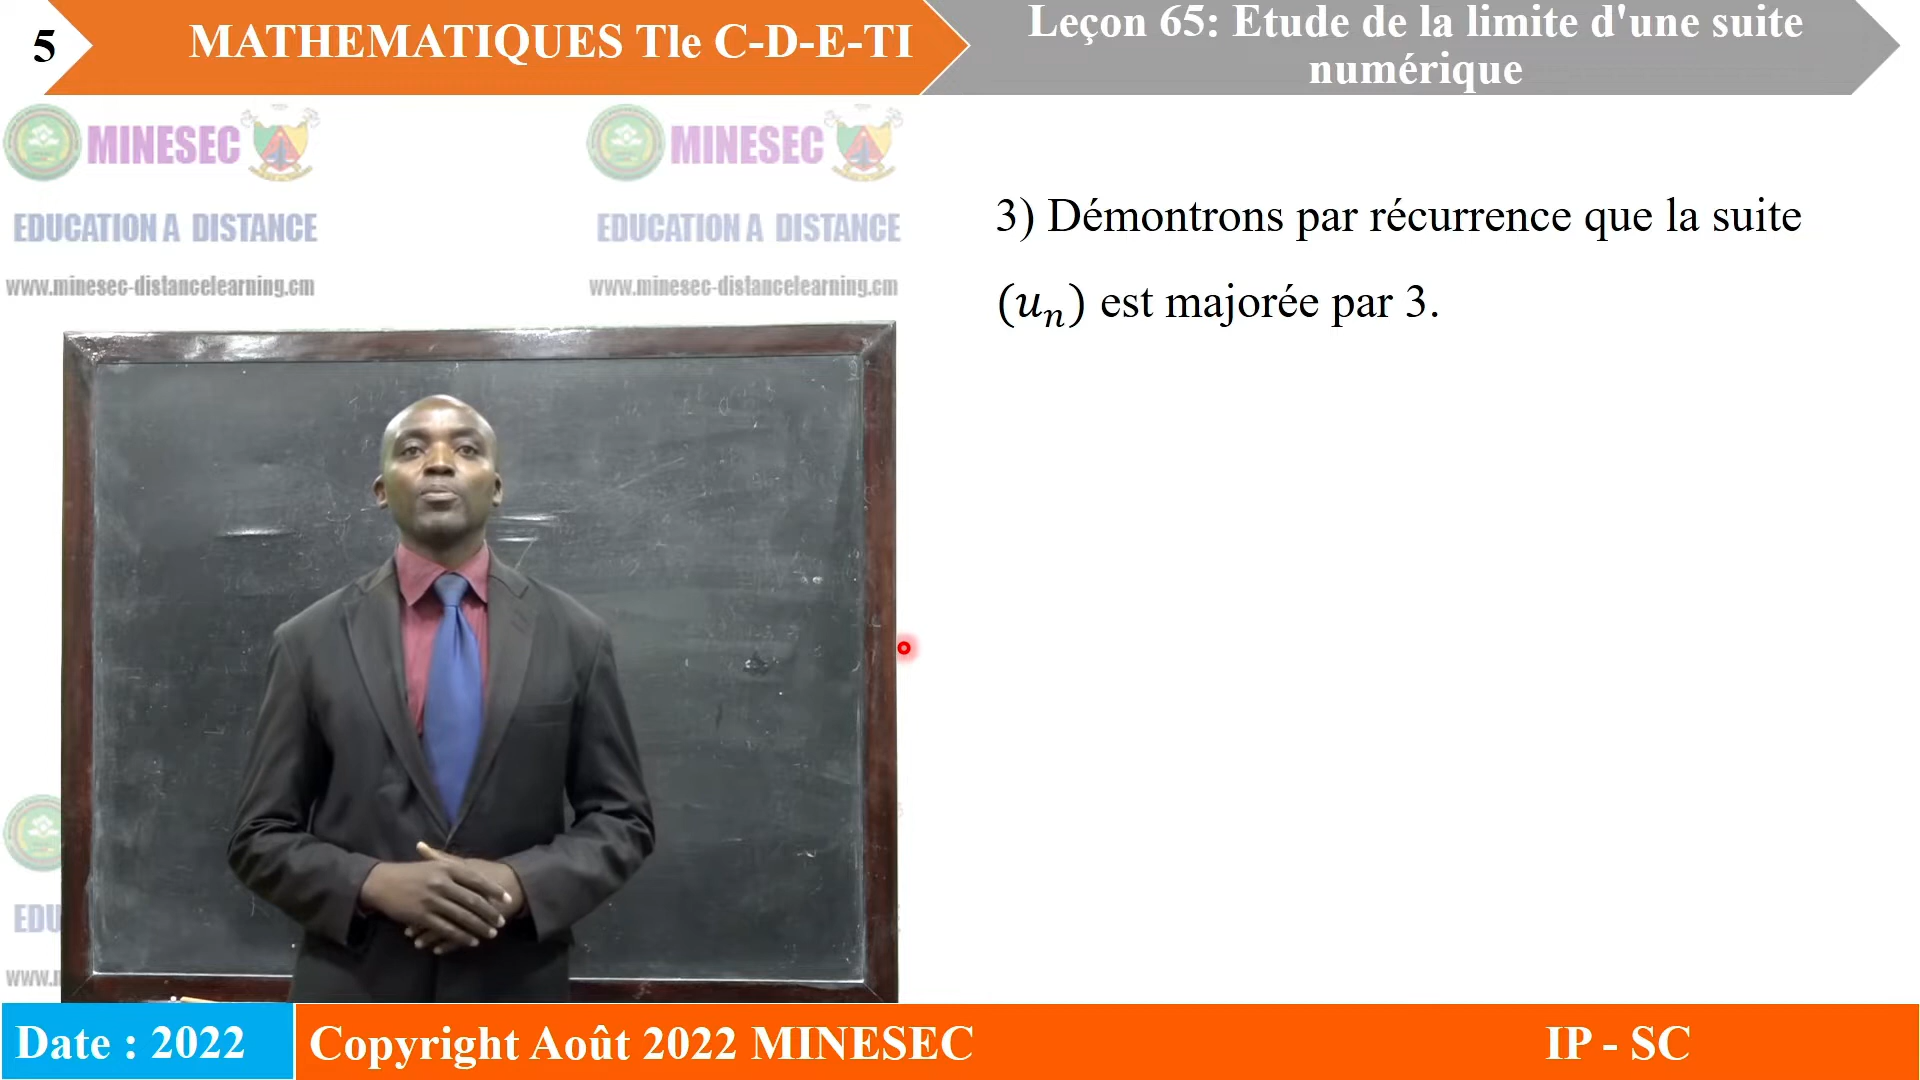 5
MATHEMATIQUES Tle C-D-E-TI
Leçon 65: Etude de la limite d'une suite
numérique
MINESEC
MINESEC
EDUCATION A DISTANCE
EDUCATION A DISTANCE
www.minesec-distancelearning.cm
www.minesec-distancelearning.cm
3) Démontrons par récurrence que la suite
(uₙ) est majorée par 3.
EDU
www.
Date : 2022
Copyright Août 2022 MINESEC
IP - SC